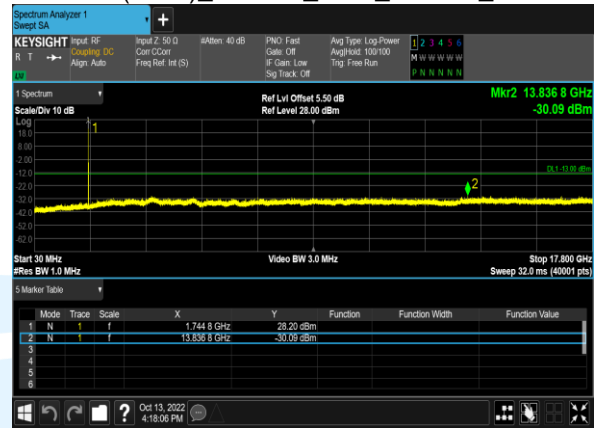 Spectrum Analyzer 1
Swept SA
KEYSIGHT Input: RF Input Z: 50 Ω #Atten: 40 dB PNO: Fast Avg Type: Log-Power 1 2 3 4 5 6
R T Coupling: DC Corr CCorr Gate: Off Avg|Hold: 100/100 M W W W W W
Align: Auto Freq Ref: Int (S) IF Gain: Low Trig: Free Run
LW Sig Track: Off P N N N N N
1 Spectrum Ref Lvl Offset 5.50 dB Mkr2 13.836 8 GHz
Scale/Div 10 dB Ref Level 28.00 dBm -30.09 dBm
Log
18.0
8.00
-2.00
-12.0 DL1 -13.00 dBm
-22.0
-32.0
-42.0
-52.0
-62.0
1
2
Start 30 MHz Video BW 3.0 MHz Stop 17.800 GHz
#Res BW 1.0 MHz Sweep 32.0 ms (40001 pts)
5 Marker Table
Mode Trace Scale X Y Function Function Width Function Value
1 N 1 f 1.744 8 GHz 28.20 dBm
2 N 1 f 13.836 8 GHz -30.09 dBm
3
4
5
6
Oct 13, 2022
4:18:06 PM